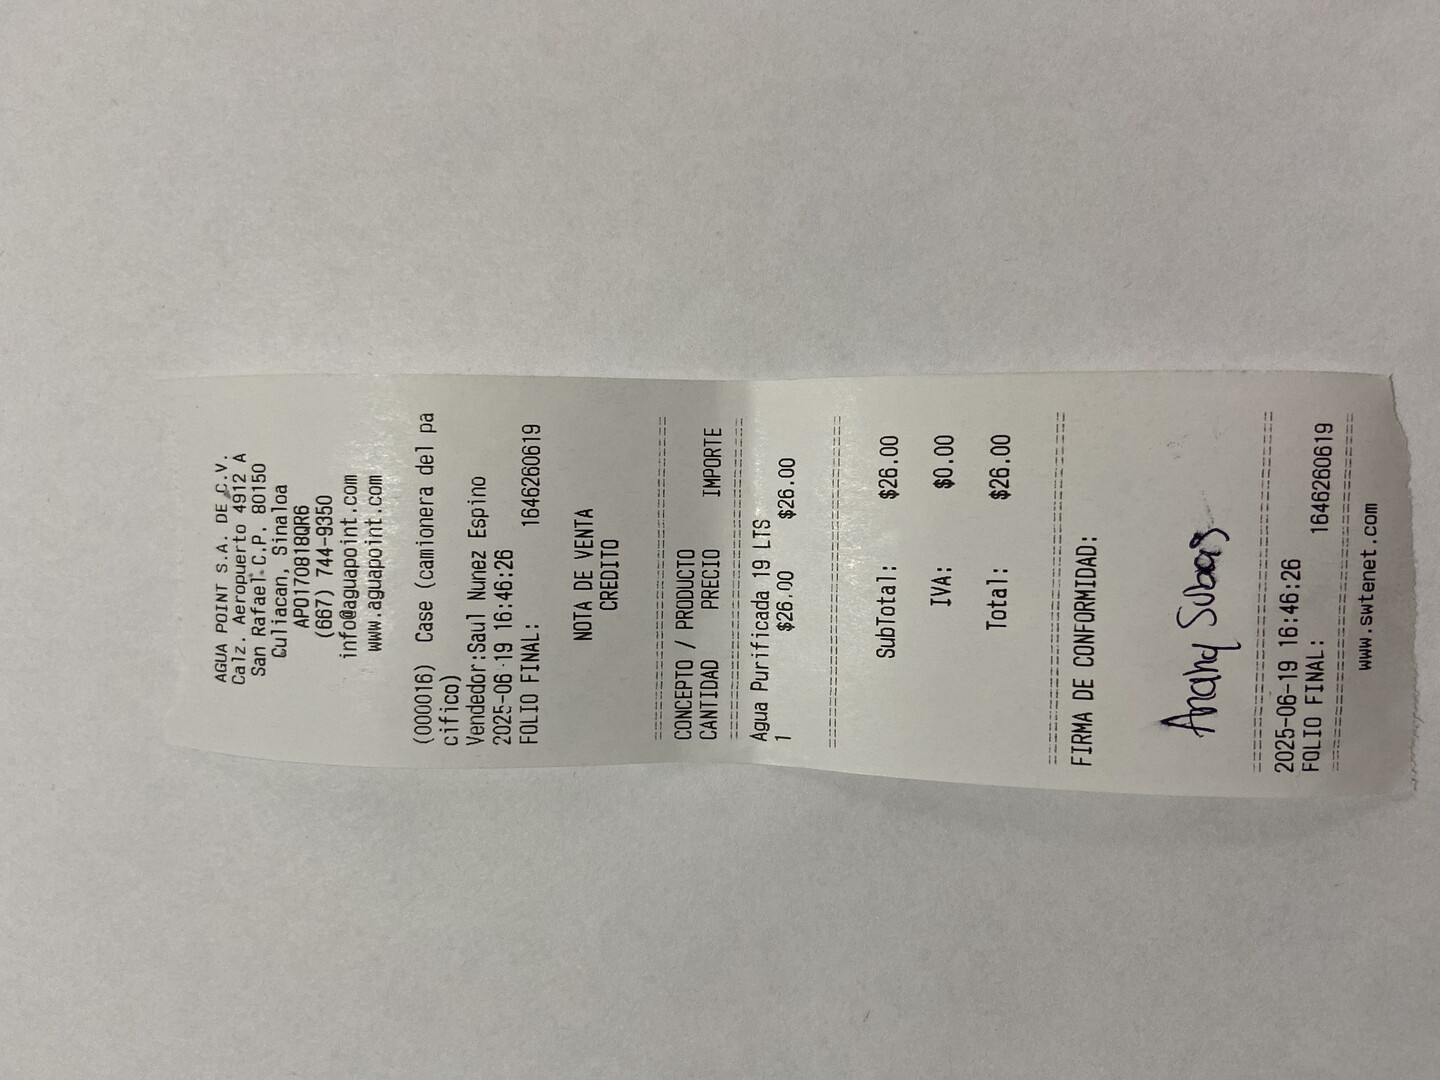 AGUA POINT S.A. DE C.V.
Calz. Aeropuerto 4912 A
San Rafael C.P. 80150
Culiacan, Sinaloa
APO170818QR6
(667) 744-9350
info@aguapoint.com
www.aguapoint.com
(000016) Case (camionera del pa
cifico)
Vendedor:Saul Nunez Espino
2025-06-19 16:46:26
FOLIO FINAL: 1646260619
NOTA DE VENTA
CREDITO
CONCEPTO / PRODUCTO
CANTIDAD PRECIO IMPORTE
Agua Purificada 19 LTS
1 $26.00 $26.00
SubTotal: $26.00
IVA: $0.00
Total: $26.00
FIRMA DE CONFORMIDAD:
2025-06-19 16:46:26
FOLIO FINAL: 1646260619
www.swtenet.com